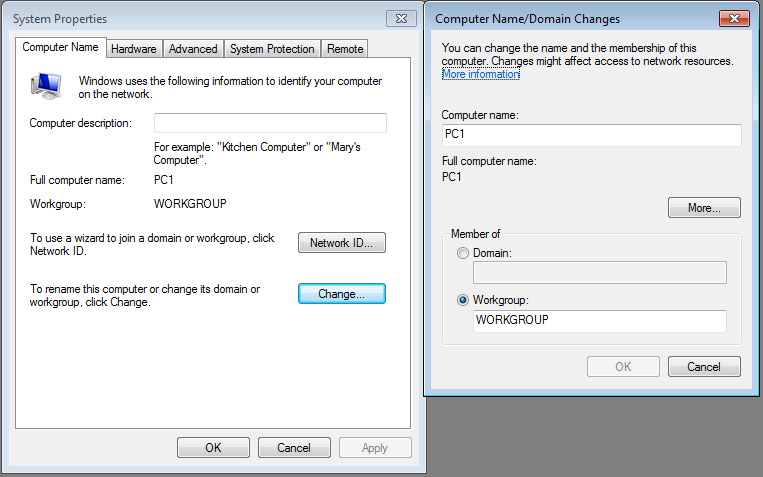 System Properties
Computer Name
Hardware
Advanced
System Protection
Remote
Windows uses the following information to identify your computer
on the network.
Computer description:
For example: "Kitchen Computer" or "Mary's
Computer".
Full computer name:
PC1
Workgroup:
WORKGROUP
To use a wizard to join a domain or workgroup, click
Network ID.
Network ID...
To rename this computer or change its domain or
workgroup, click Change.
Change...
OK
Cancel
Apply
Computer Name/Domain Changes
You can change the name and the membership of this
computer. Changes might affect access to network resources.
More information
Computer name:
PC1
Full computer name:
PC1
More...
Member of
Domain:
Workgroup:
WORKGROUP
OK
Cancel